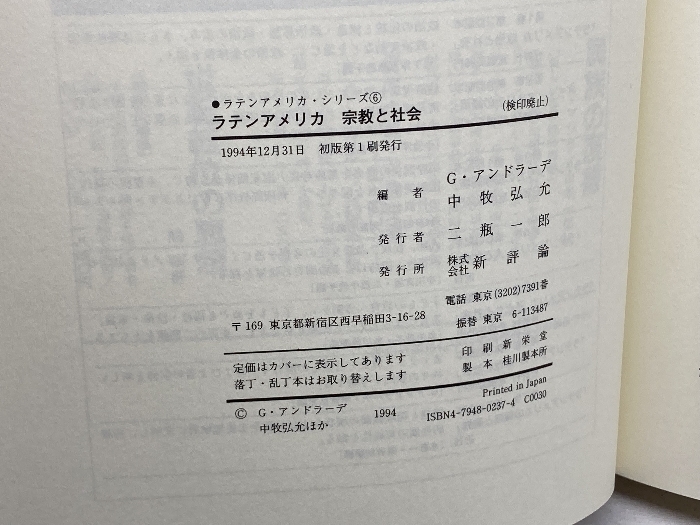 ●ラテンアメリカ・シリーズ⑥
ラテンアメリカ 宗教と社会 (検印廃止)
1994年12月31日 初版第1刷発行
編者 G・アンドラーデ
中牧弘允
発行者 二瓶一郎
発行所 株式会社 新評論
〒169 東京都新宿区西早稲田3-16-28
電話 東京(3202)7391番
振替 東京 6-113487
定価はカバーに表示してあります
落丁・乱丁本はお取り替えします
印刷 新栄堂
製本 桂川製本所
Ⓒ G・アンドラーデ 1994
中牧弘允ほか
Printed in Japan
ISBN4-7948-0237-4 C0030